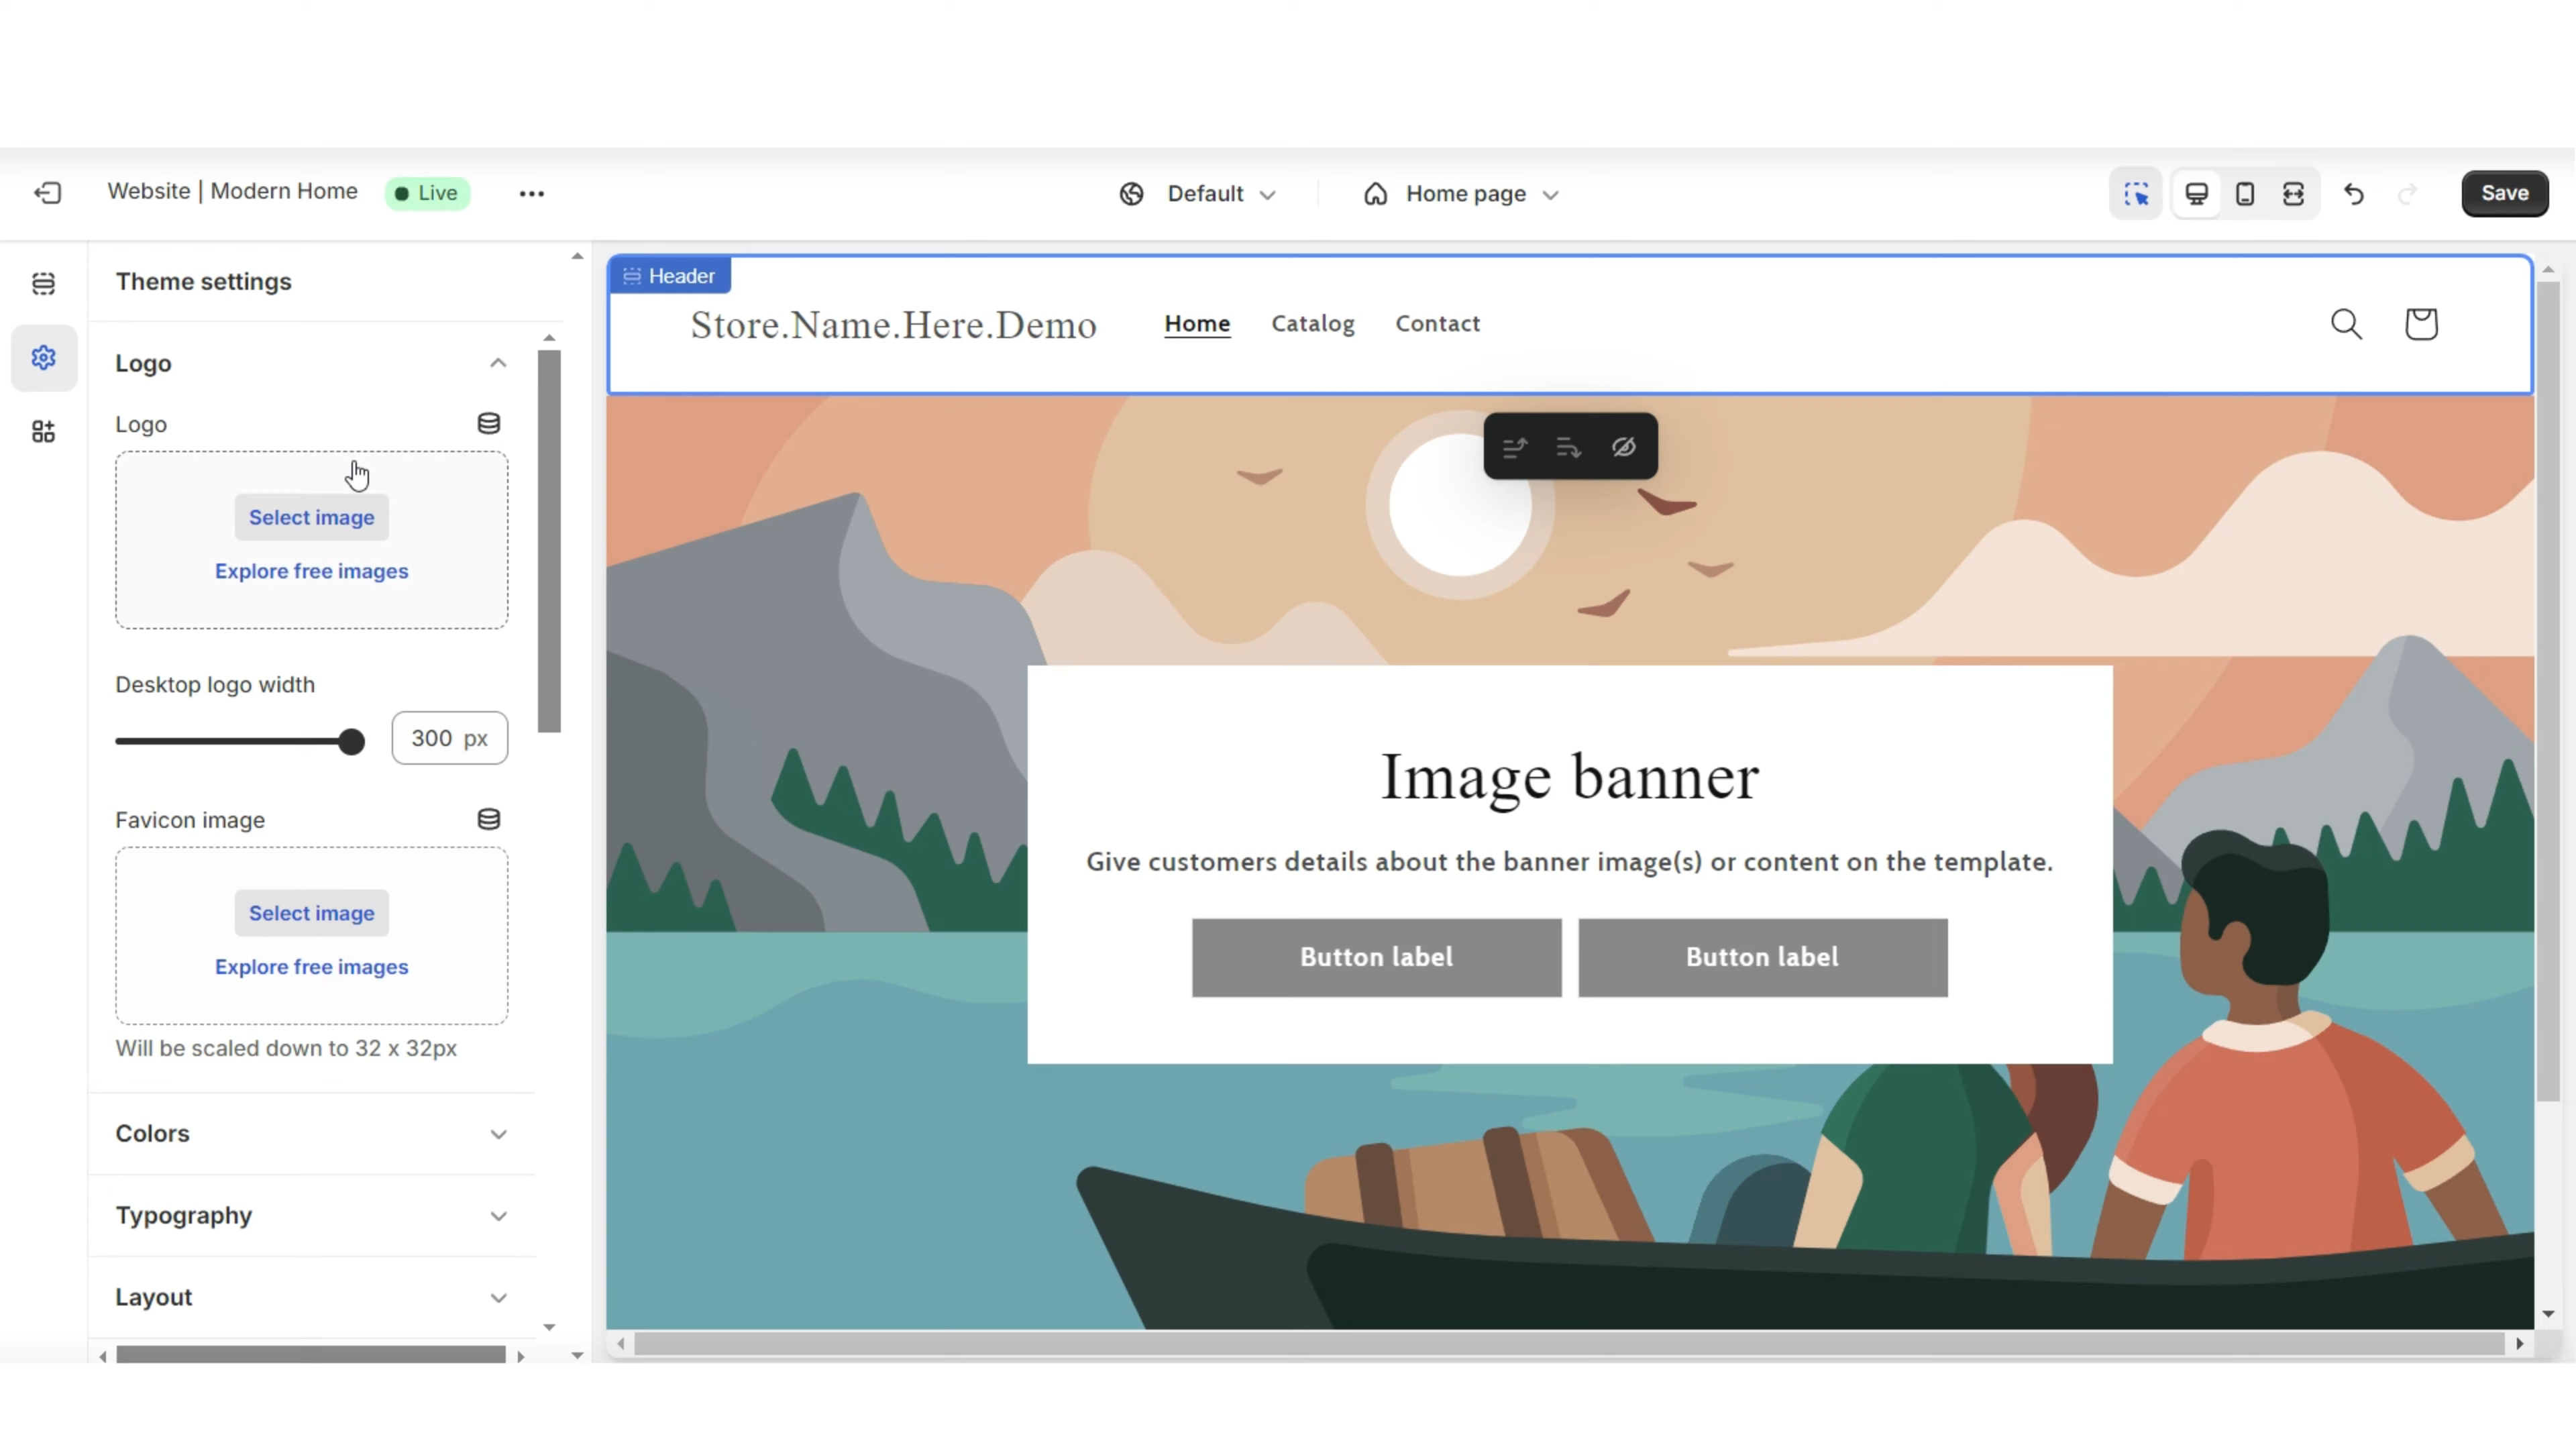 Website | Modern Home
Live
Default
Home page
Save
Theme settings
Logo
Logo
Select image
Explore free images
Desktop logo width
300 px
Favicon image
Select image
Explore free images
Will be scaled down to 32 x 32px
Colors
Typography
Layout
Header
Store.Name.Here.Demo
Home
Catalog
Contact
Image banner
Give customers details about the banner image(s) or content on the template.
Button label
Button label